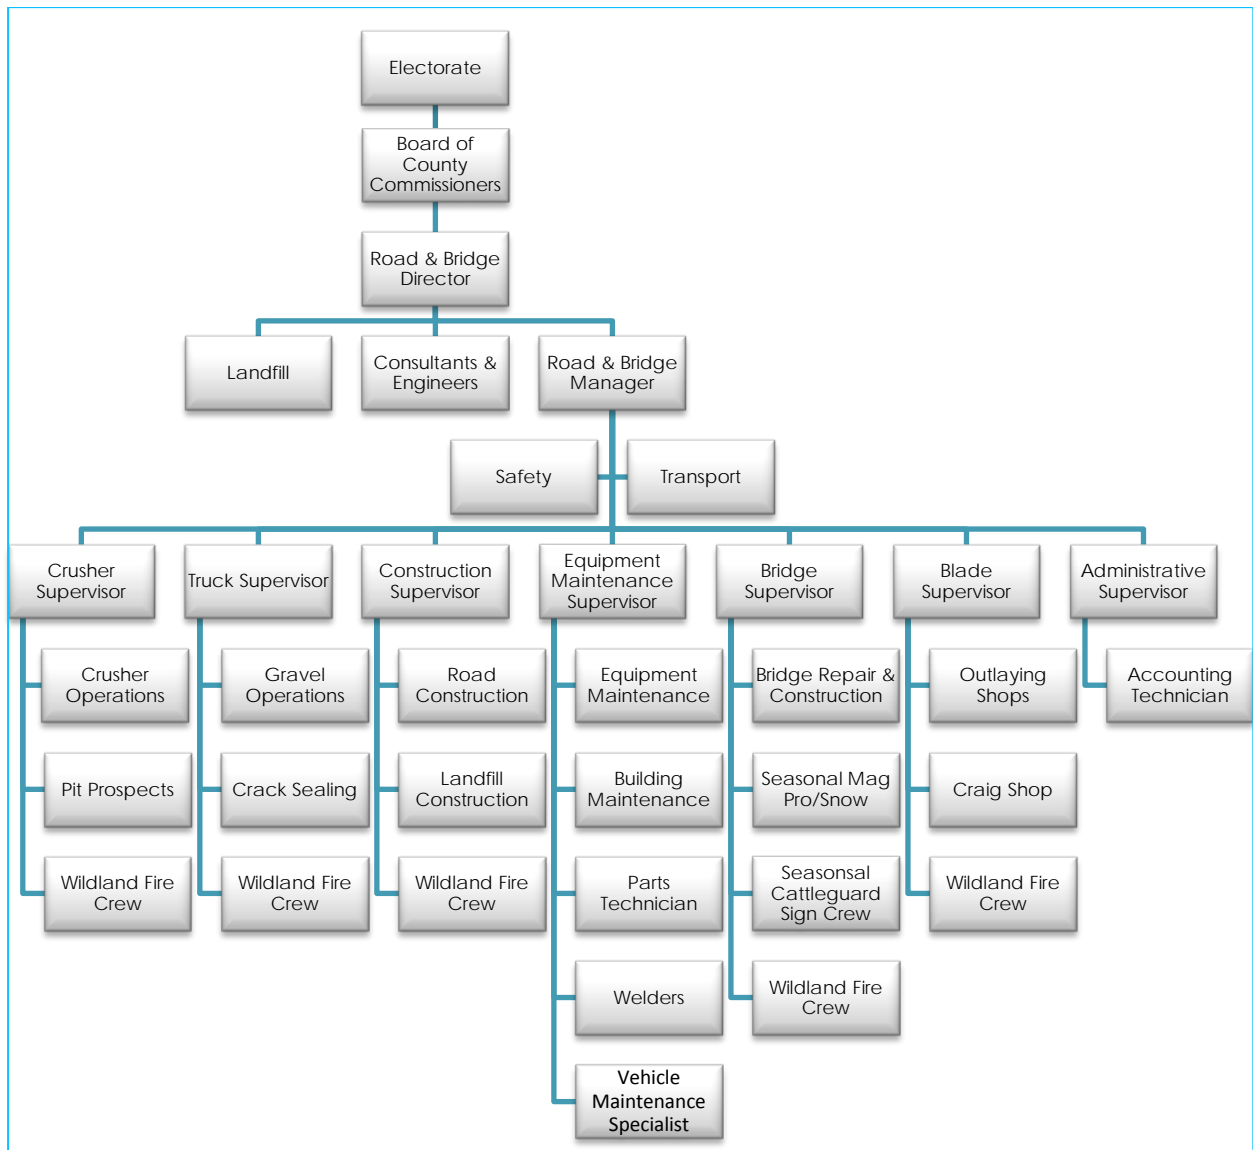 Electorate
Board of
County
Commissioners
Road & Bridge
Director
Landfill
Consultants &
Engineers
Road & Bridge
Manager
Safety
Transport
Crusher
Supervisor
Truck Supervisor
Construction
Supervisor
Equipment
Maintenance
Supervisor
Bridge
Supervisor
Blade
Supervisor
Administrative
Supervisor
Crusher
Operations
Gravel
Operations
Road
Construction
Equipment
Maintenance
Bridge Repair &
Construction
Outlaying
Shops
Accounting
Technician
Pit Prospects
Crack Sealing
Landfill
Construction
Building
Maintenance
Seasonal Mag
Pro/Snow
Craig Shop
Wildland Fire
Crew
Wildland Fire
Crew
Wildland Fire
Crew
Parts
Technician
Seasonsal
Cattleguard
Sign Crew
Wildland Fire
Crew
Welders
Wildland Fire
Crew
Vehicle
Maintenance
Specialist